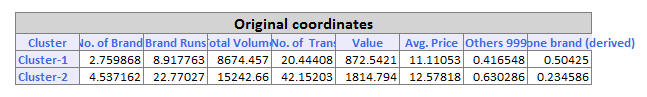 Original coordinates
Cluster No. of Brand Brand Runs otal Volum No. of Trans Value Avg. Price Others 999 one brand (derived)
Cluster-1 2.759868 8.917763 8674.457 20.44408 872.5421 11.11053 0.416548 0.50425
Cluster-2 4.537162 22.77027 15242.66 42.15203 1814.794 12.57818 0.630286 0.234586